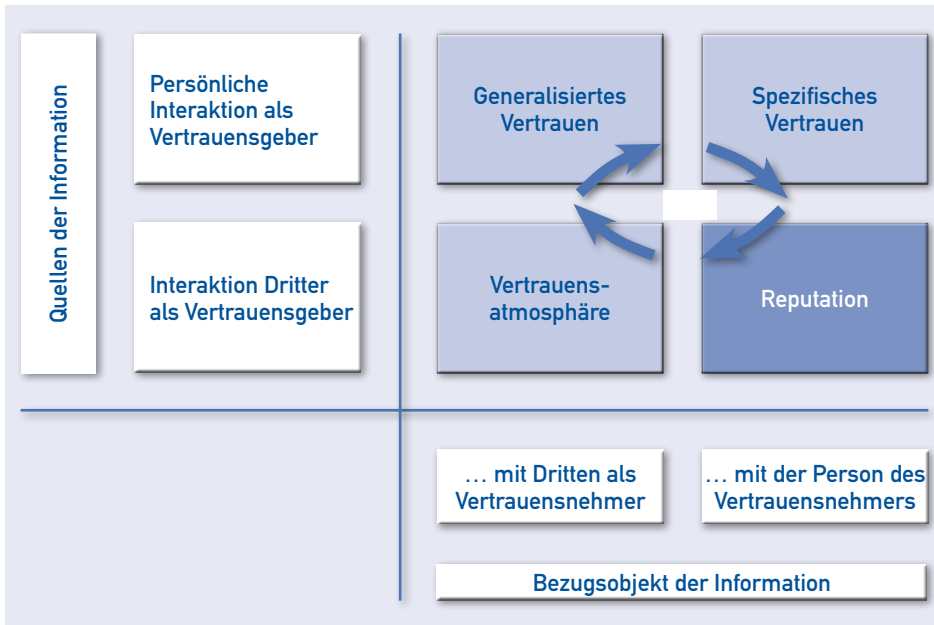 Quellen der Information
Persönliche
Interaktion als
Vertrauensgeber
Generalisiertes
Vertrauen
Spezifisches
Vertrauen
Interaktion Dritter
als Vertrauensgeber
Vertrauens-
atmosphäre
Reputation
… mit Dritten als
Vertrauensnehmer
… mit der Person des
Vertrauensnehmers
Bezugsobjekt der Information